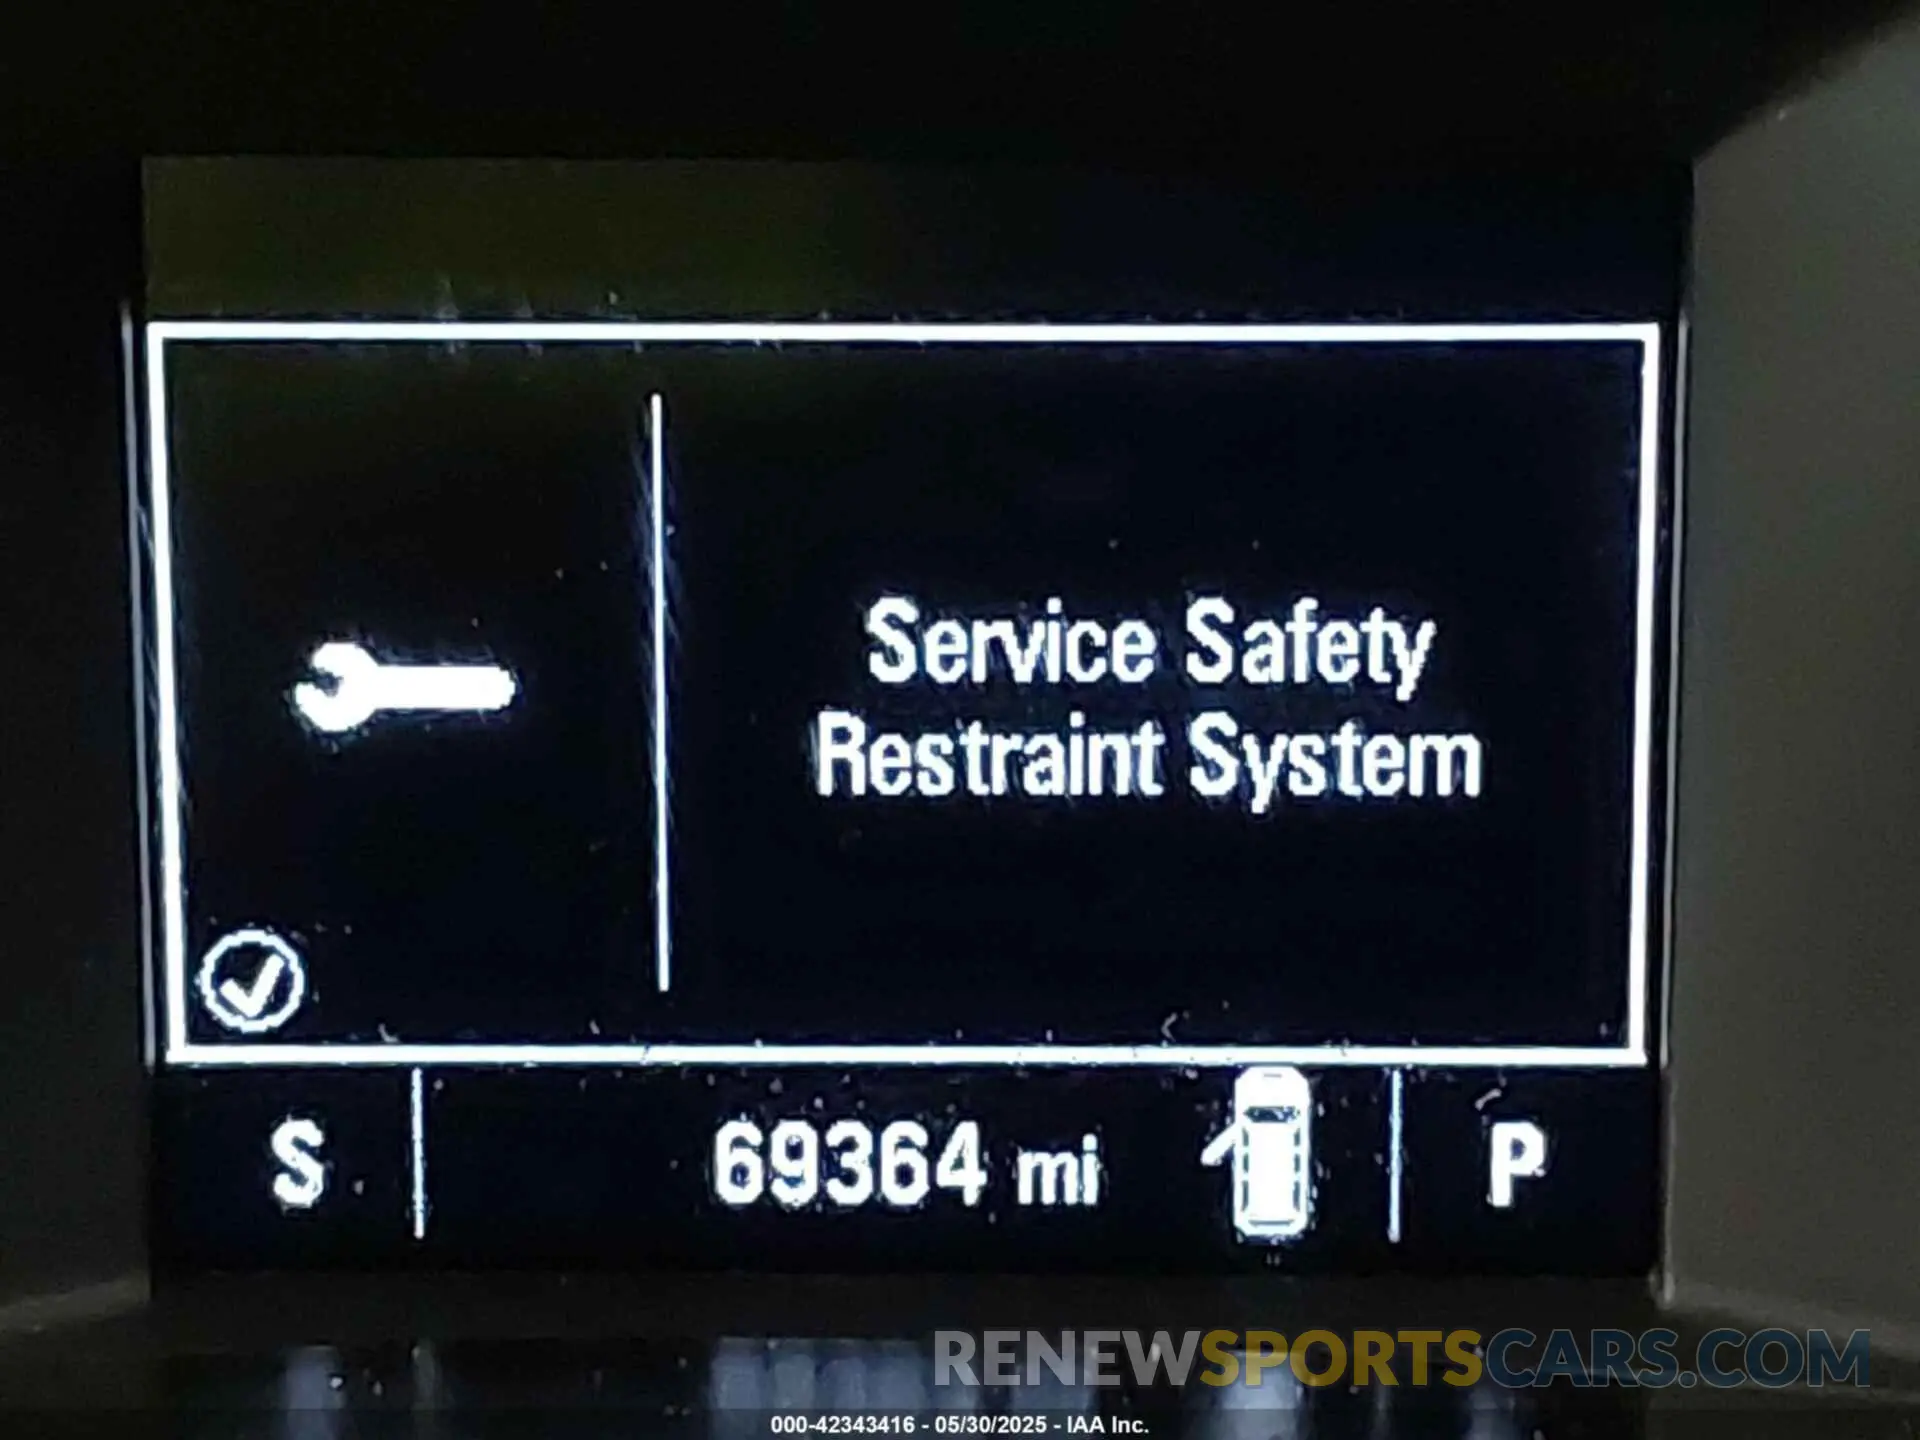 Service Safety
Restraint System
S
69364 mi
P
RENEWSPORTSCARS.COM
000-42343416 - 05/30/2025 - IAA Inc.